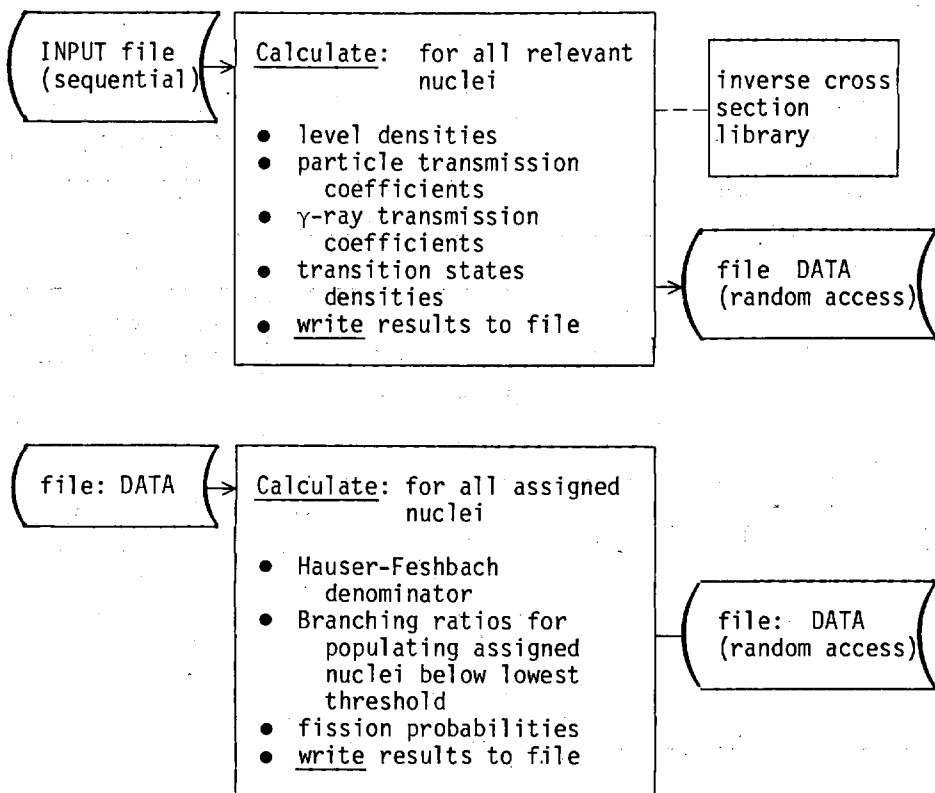 INPUT file
(sequential)
Calculate: for all relevant
nuclei
● level densities
● particle transmission
coefficients
● γ-ray transmission
coefficients
● transition states
densities
● write results to file
inverse cross
section
library
file DATA
(random access)
file: DATA
Calculate: for all assigned
nuclei
● Hauser-Feshbach
denominator
● Branching ratios for
populating assigned
nuclei below lowest
threshold
● fission probabilities
● write results to file
file: DATA
(random access)